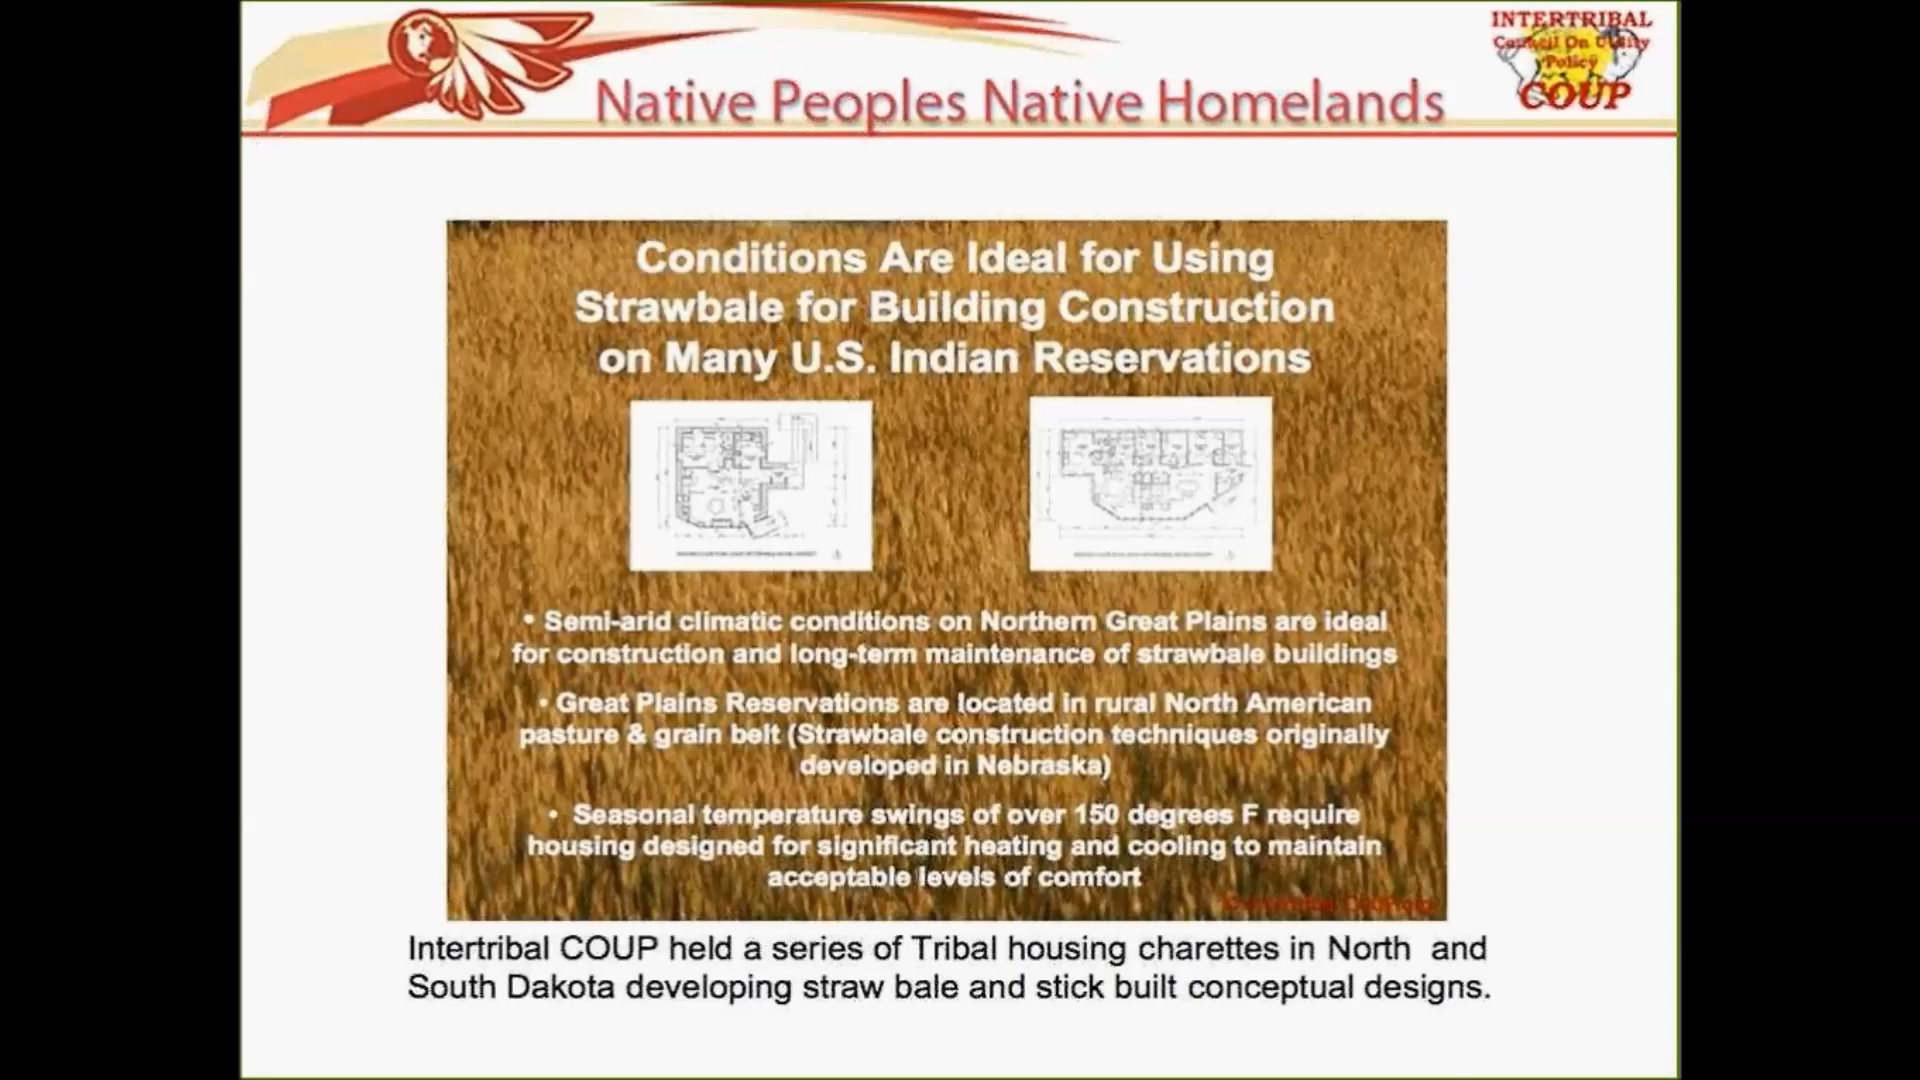 Native Peoples Native Homelands
INTERTRIBAL
Council On Utility
Policy
COUP
Conditions Are Ideal for Using
Strawbale for Building Construction
on Many U.S. Indian Reservations
• Semi-arid climatic conditions on Northern Great Plains are ideal
for construction and long-term maintenance of strawbale buildings
• Great Plains Reservations are located in rural North American
pasture & grain belt (Strawbale construction techniques originally
developed in Nebraska)
• Seasonal temperature swings of over 150 degrees F require
housing designed for significant heating and cooling to maintain
acceptable levels of comfort
Intertribal COUP held a series of Tribal housing charettes in North and
South Dakota developing straw bale and stick built conceptual designs.